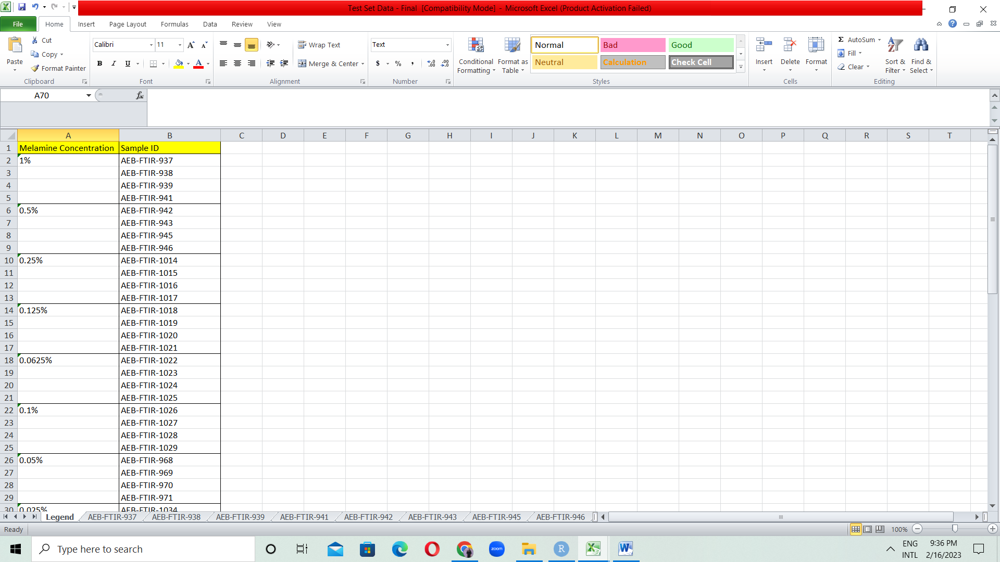 Test Set Data - Final [Compatibility Mode] - Microsoft Excel (Product Activation Failed)
File Home Insert Page Layout Formulas Data Review View
Paste
Cut
Copy
Format Painter
Clipboard
Calibri 11
B I U
Font
Wrap Text
Merge & Center
Alignment
Text
$ % ,
Number
Conditional Formatting
Format as Table
Normal Bad Good
Neutral Calculation Check Cell
Styles
Insert Delete Format
Cells
Σ AutoSum
Fill
Clear
Sort & Filter
Find & Select
Editing
A70 fx
A B C D E F G H I J K L M N O P Q R S T
1 Melamine Concentration Sample ID
2 1% AEB-FTIR-937
3 AEB-FTIR-938
4 AEB-FTIR-939
5 AEB-FTIR-941
6 0.5% AEB-FTIR-942
7 AEB-FTIR-943
8 AEB-FTIR-945
9 AEB-FTIR-946
10 0.25% AEB-FTIR-1014
11 AEB-FTIR-1015
12 AEB-FTIR-1016
13 AEB-FTIR-1017
14 0.125% AEB-FTIR-1018
15 AEB-FTIR-1019
16 AEB-FTIR-1020
17 AEB-FTIR-1021
18 0.0625% AEB-FTIR-1022
19 AEB-FTIR-1023
20 AEB-FTIR-1024
21 AEB-FTIR-1025
22 0.1% AEB-FTIR-1026
23 AEB-FTIR-1027
24 AEB-FTIR-1028
25 AEB-FTIR-1029
26 0.05% AEB-FTIR-968
27 AEB-FTIR-969
28 AEB-FTIR-970
29 AEB-FTIR-971
30 0.025% AEB-FTIR-1034
Legend AEB-FTIR-937 AEB-FTIR-938 AEB-FTIR-939 AEB-FTIR-941 AEB-FTIR-942 AEB-FTIR-943 AEB-FTIR-945 AEB-FTIR-946
Ready 100%
Type here to search
zoom
R
W
ENG
INTL
9:36 PM
2/16/2023